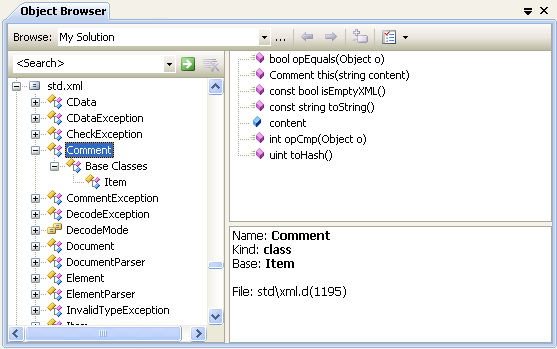 Object Browser
Browse: My Solution ...
<Search>
std.xml
CData
CDataException
CheckException
Comment
Base Classes
Item
CommentException
DecodeException
DecodeMode
Document
DocumentParser
Element
ElementParser
InvalidTypeException
Item
bool opEquals(Object o)
Comment this(string content)
const bool isEmptyXML()
const string toString()
content
int opCmp(Object o)
uint toHash()
Name: Comment
Kind: class
Base: Item
File: std\xml.d(1195)